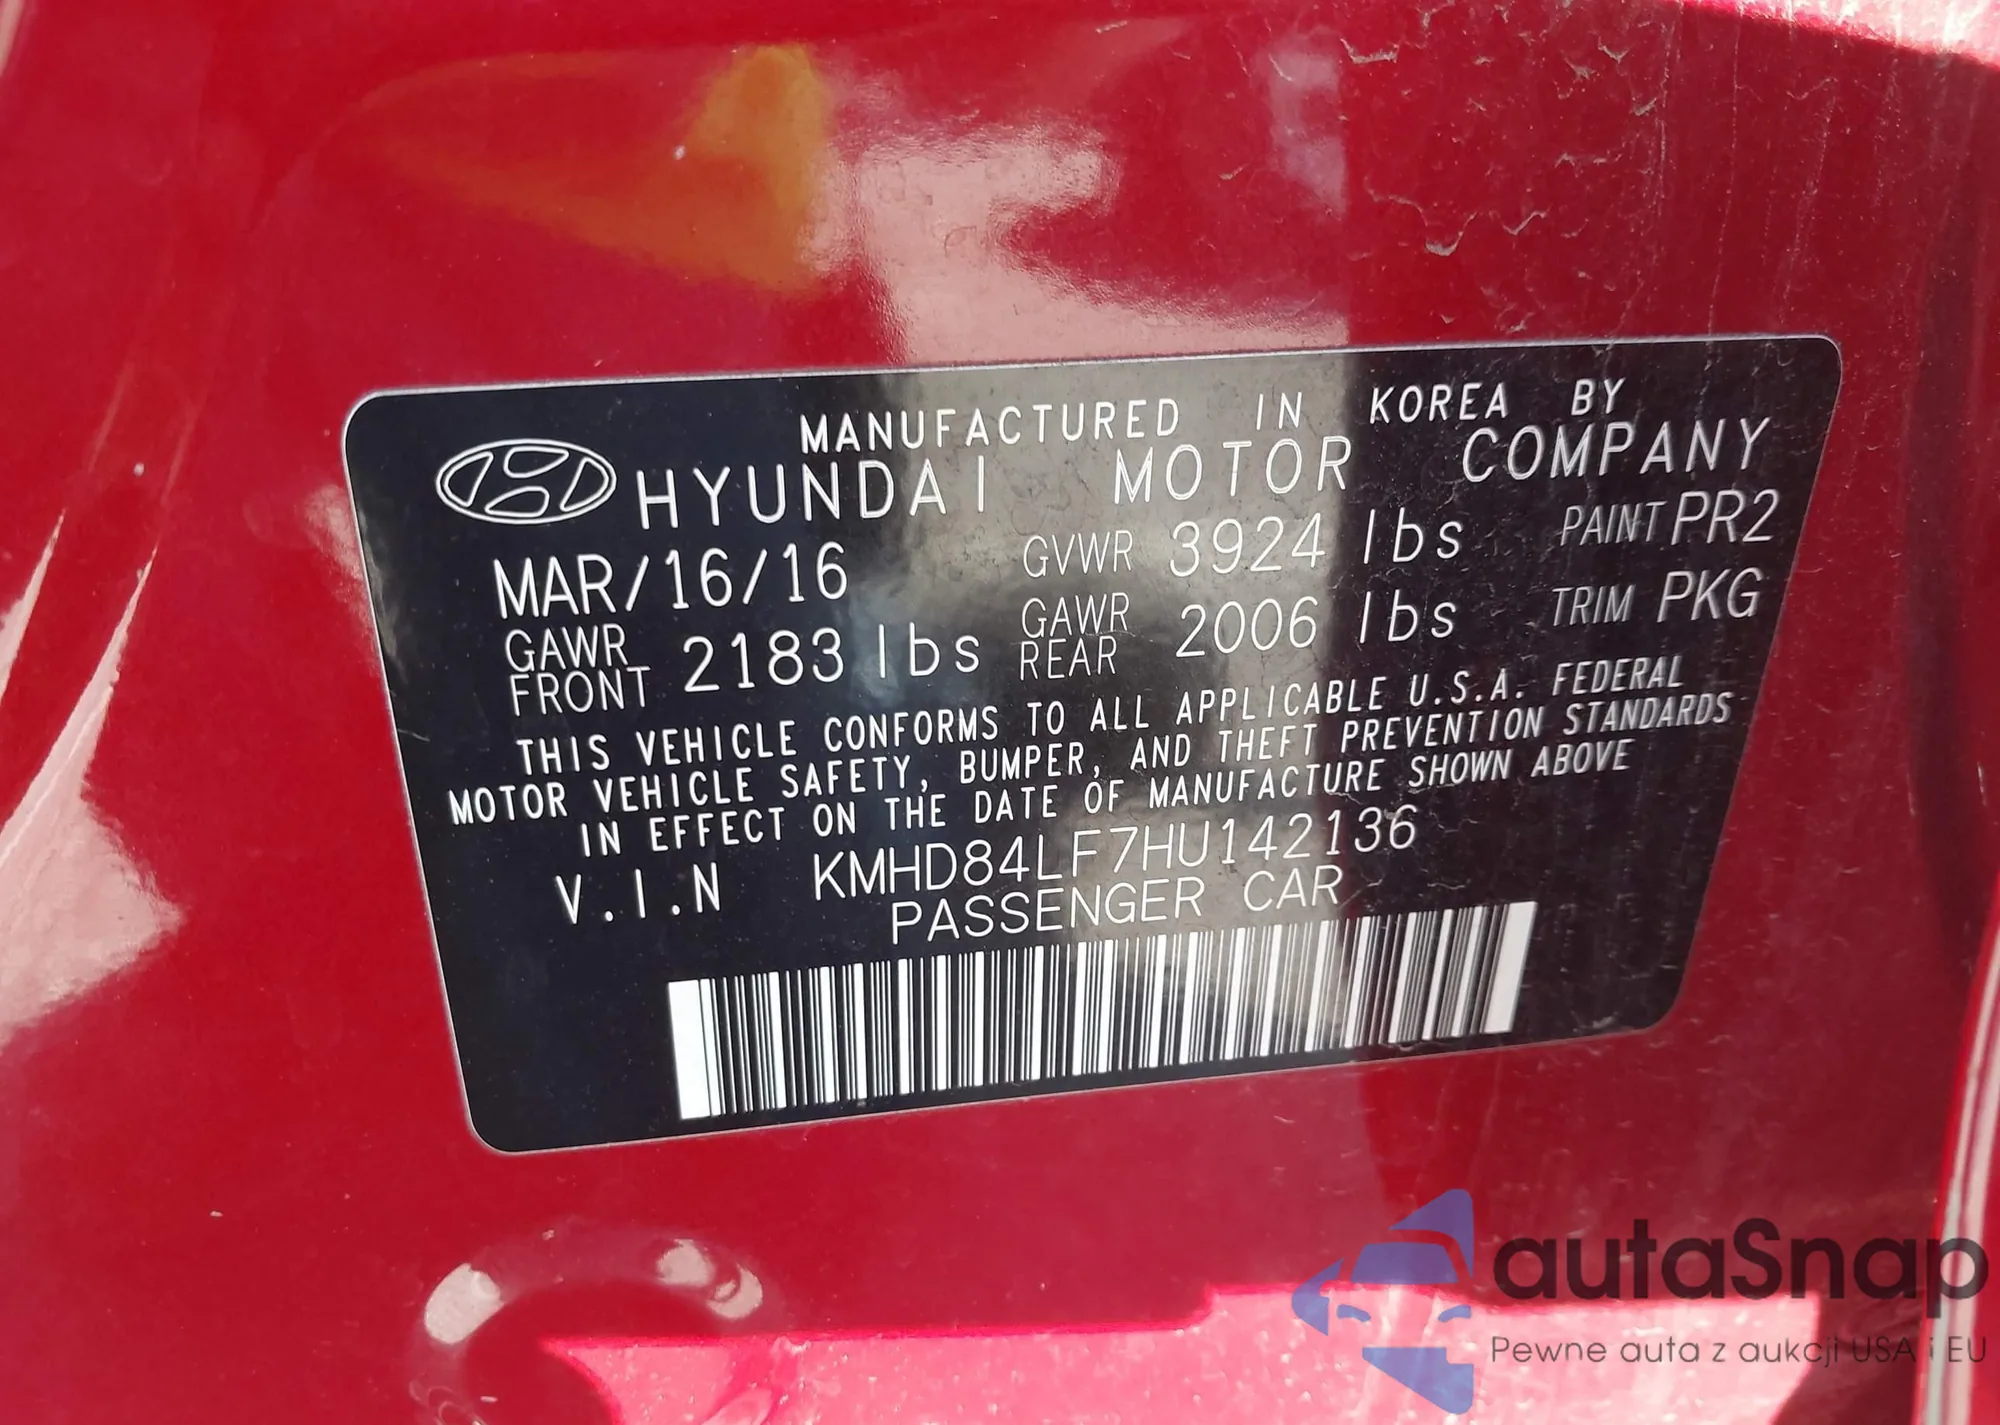 MANUFACTURED IN KOREA BY
HYUNDAI MOTOR COMPANY
MAR/16/16 GVWR 3924 lbs PAINT PR2
GAWR FRONT 2183 lbs GAWR REAR 2006 lbs TRIM PKG
THIS VEHICLE CONFORMS TO ALL APPLICABLE U.S.A. FEDERAL
MOTOR VEHICLE SAFETY, BUMPER, AND THEFT PREVENTION STANDARDS
IN EFFECT ON THE DATE OF MANUFACTURE SHOWN ABOVE
V.I.N KMHD84LF7HU142136
PASSENGER CAR
autaSnap
Pewne auta z aukcji USA i EU